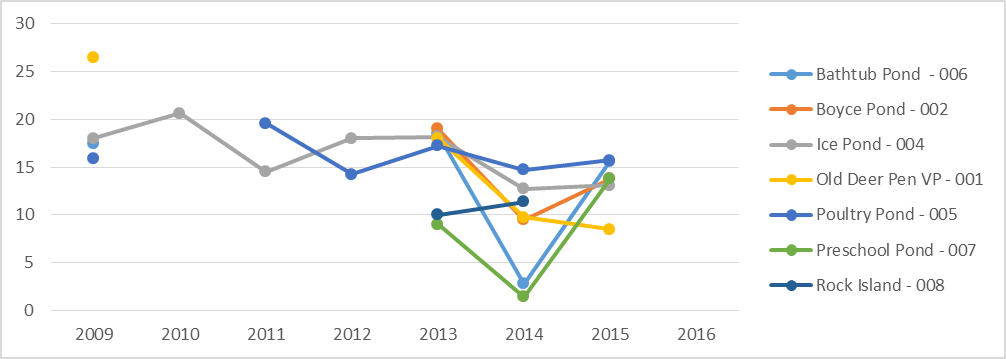 30
25
20
15
10
5
0
2009 2010 2011 2012 2013 2014 2015 2016
Bathtub Pond - 006
Boyce Pond - 002
Ice Pond - 004
Old Deer Pen VP - 001
Poultry Pond - 005
Preschool Pond - 007
Rock Island - 008